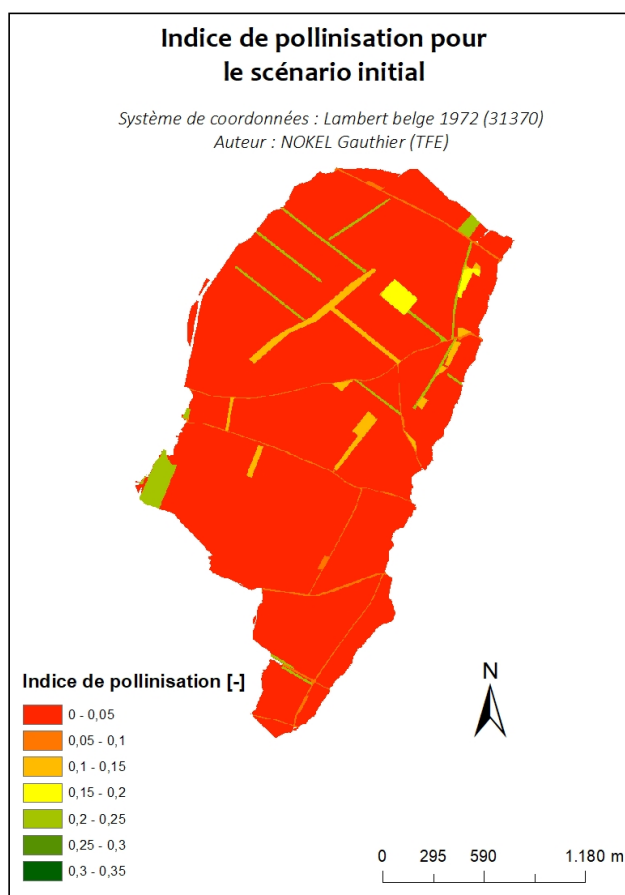 Indice de pollinisation pour
le scénario initial
Système de coordonnées : Lambert belge 1972 (31370)
Auteur : NOKEL Gauthier (TFE)
N
Indice de pollinisation [-]
0 - 0,05
0,05 - 0,1
0,1 - 0,15
0,15 - 0,2
0,2 - 0,25
0,25 - 0,3
0,3 - 0,35
0 295 590 1.180 m